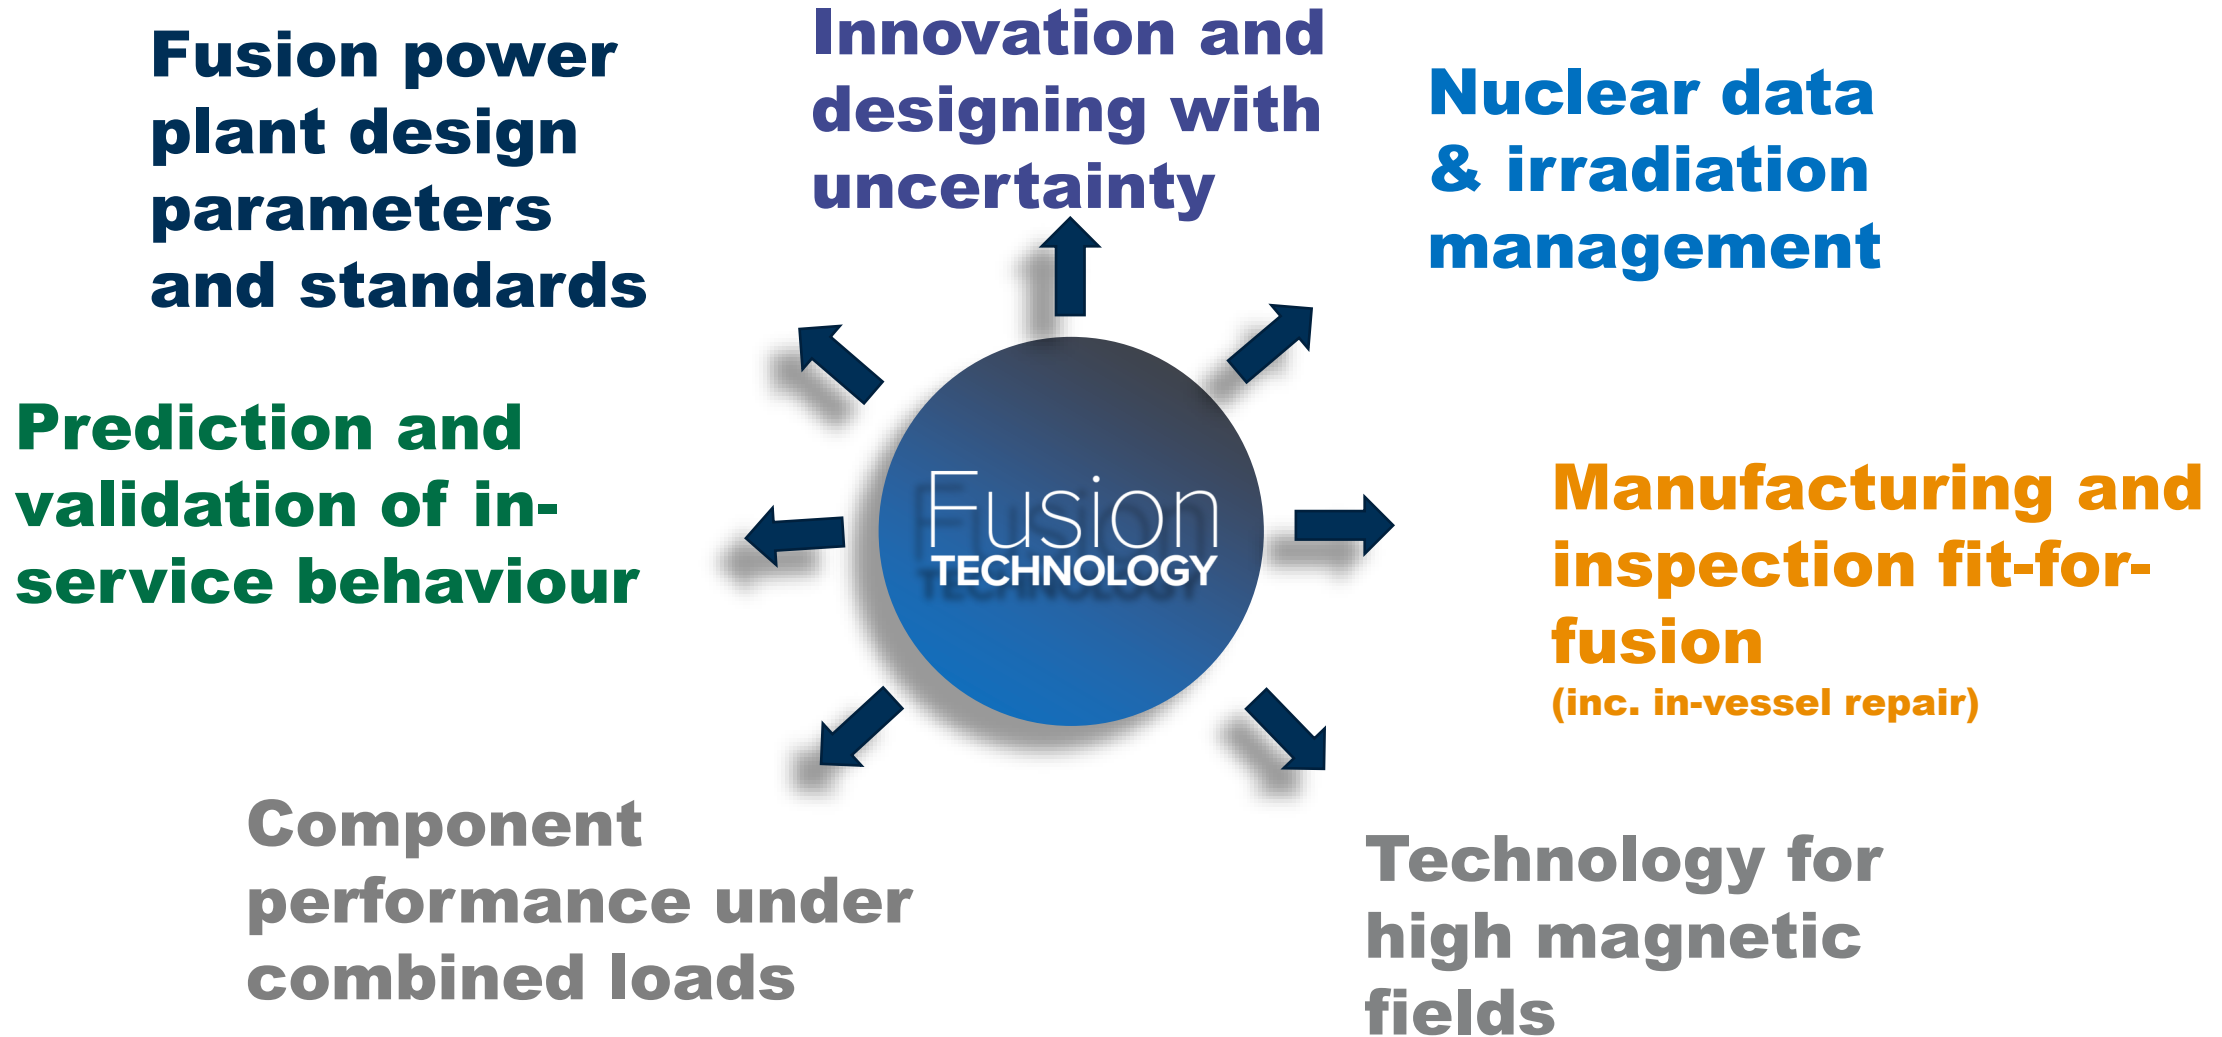 Fusion power
plant design
parameters
and standards
Innovation and
designing with
uncertainty
Nuclear data
& irradiation
management
Prediction and
validation of in-
service behaviour
Fusion
TECHNOLOGY
Manufacturing and
inspection fit-for-
fusion
(inc. in-vessel repair)
Component
performance under
combined loads
Technology for
high magnetic
fields